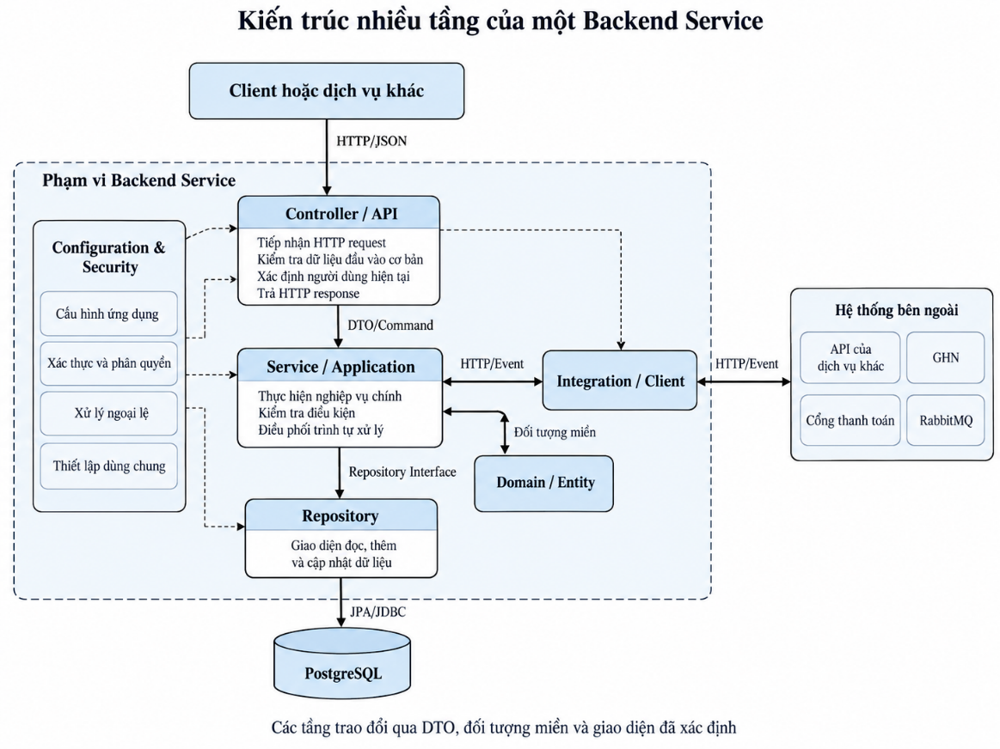 Kiến trúc nhiều tầng của một Backend Service
Client hoặc dịch vụ khác
HTTP/JSON
Phạm vi Backend Service
Configuration &
Security
Cấu hình ứng dụng
Xác thực và phân quyền
Xử lý ngoại lệ
Thiết lập dùng chung
Controller / API
Tiếp nhận HTTP request
Kiểm tra dữ liệu đầu vào cơ bản
Xác định người dùng hiện tại
Trả HTTP response
DTO/Command
Service / Application
Thực hiện nghiệp vụ chính
Kiểm tra điều kiện
Điều phối trình tự xử lý
HTTP/Event
Integration / Client
HTTP/Event
Hệ thống bên ngoài
API của
dịch vụ khác
GHN
Cổng thanh toán
RabbitMQ
Đối tượng miền
Domain / Entity
Repository Interface
Repository
Giao diện đọc, thêm
và cập nhật dữ liệu
JPA/JDBC
PostgreSQL
Các tầng trao đổi qua DTO, đối tượng miền và giao diện đã xác định